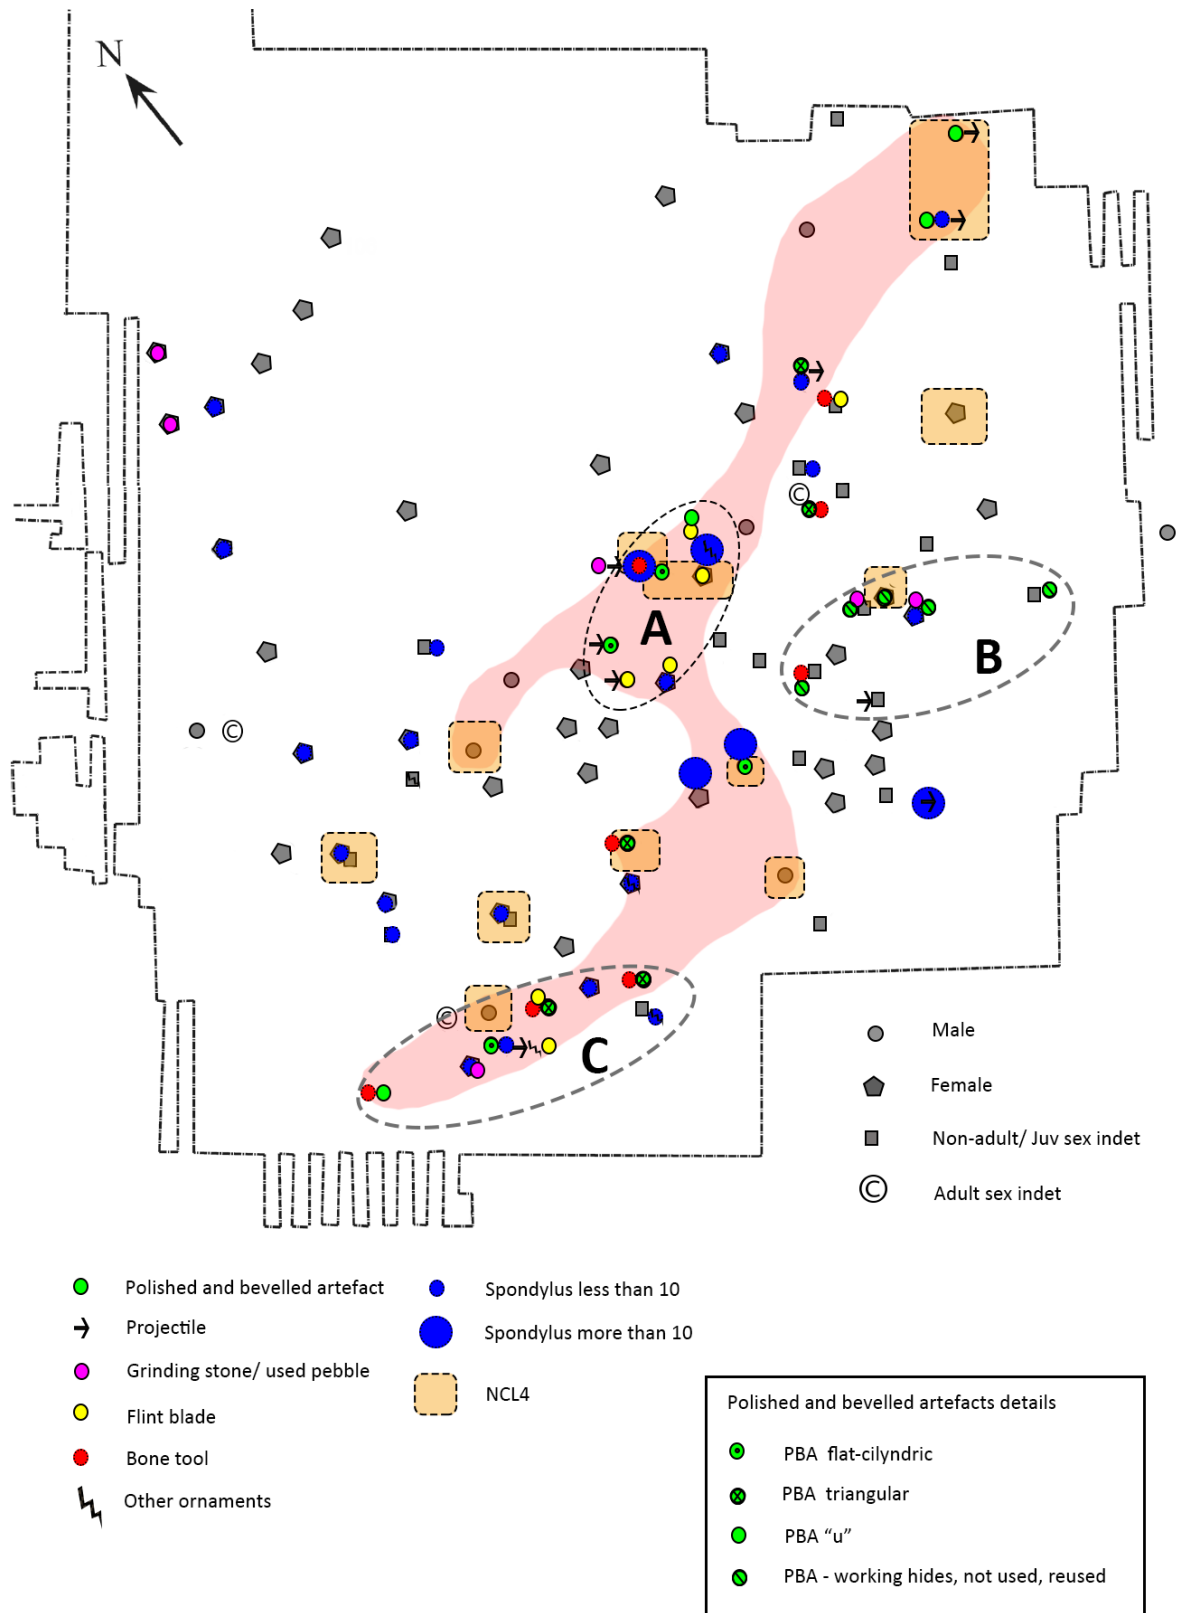 N
A
B
C
Male
Female
Non-adult/ Juv sex indet
© Adult sex indet
Polished and bevelled artefact
Projectile
Grinding stone/ used pebble
Flint blade
Bone tool
Other ornaments
Spondylus less than 10
Spondylus more than 10
NCL4
Polished and bevelled artefacts details
PBA flat-cilyndric
PBA triangular
PBA “u”
PBA - working hides, not used, reused